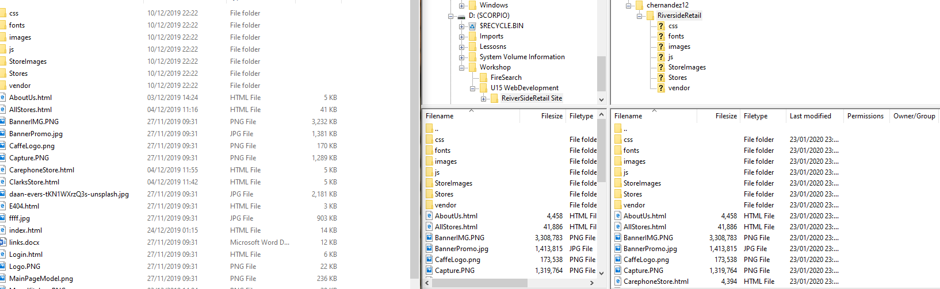 css 10/12/2019 22:22 File folder
fonts 10/12/2019 22:22 File folder
images 10/12/2019 22:22 File folder
js 10/12/2019 22:22 File folder
StoreImages 10/12/2019 22:22 File folder
Stores 10/12/2019 22:22 File folder
vendor 10/12/2019 22:22 File folder
AboutUs.html 03/12/2019 14:24 HTML File 5 KB
AllStores.html 04/12/2019 11:16 HTML File 41 KB
BannerIMG.PNG 27/11/2019 09:31 PNG File 3,232 KB
BannerPromo.jpg 27/11/2019 09:31 JPG File 1,381 KB
CaffeLogo.png 27/11/2019 09:31 PNG File 170 KB
Capture.PNG 27/11/2019 09:31 PNG File 1,289 KB
CarephoneStore.html 04/12/2019 11:55 HTML File 5 KB
ClarksStore.html 04/12/2019 11:42 HTML File 5 KB
daan-evers-tKN1WXrzQ3s-unsplash.jpg 27/11/2019 09:31 JPG File 2,181 KB
E404.html 27/11/2019 09:31 HTML File 3 KB
ffff.jpg 27/11/2019 09:31 JPG File 903 KB
index.html 24/12/2019 01:15 HTML File 14 KB
links.docx 27/11/2019 09:31 Microsoft Word D... 12 KB
Login.html 27/11/2019 09:31 HTML File 6 KB
Logo.PNG 27/11/2019 09:31 PNG File 22 KB
MainPageModel.png 27/11/2019 09:31 PNG File 236 KB
Windows
D: (SCORPIO)
$RECYCLE.BIN
Imports
Lessosns
System Volume Information
Workshop
FireSearch
U15 WebDevelopment
ReiverSideRetail Site
chernandez12
RiversideRetail
css
fonts
images
js
StoreImages
Stores
vendor
Filename Filesize Filetype
..
css File folder
fonts File folder
images File folder
js File folder
StoreImages File folder
Stores File folder
vendor File folder
AboutUs.html 4,458 HTML Fil
AllStores.html 41,886 HTML Fil
BannerIMG.PNG 3,308,783 PNG File
BannerPromo.jpg 1,413,815 JPG File
CaffeLogo.png 173,538 PNG File
Capture.PNG 1,319,764 PNG File
Filename Filesize Filetype Last modified Permissions Owner/Group
..
css File folder 23/01/2020 23:...
fonts File folder 23/01/2020 23:...
images File folder 23/01/2020 23:...
js File folder 23/01/2020 23:...
StoreImages File folder 23/01/2020 23:...
Stores File folder 23/01/2020 23:...
vendor File folder 23/01/2020 23:...
AboutUs.html 4,458 HTML File 23/01/2020 23:...
AllStores.html 41,886 HTML File 23/01/2020 23:...
BannerIMG.PNG 3,308,783 PNG File 23/01/2020 23:...
BannerPromo.jpg 1,413,815 JPG File 23/01/2020 23:...
CaffeLogo.png 173,538 PNG File 23/01/2020 23:...
Capture.PNG 1,319,764 PNG File 23/01/2020 23:...
CarephoneStore.html 4,394 HTML File 23/01/2020 23:...